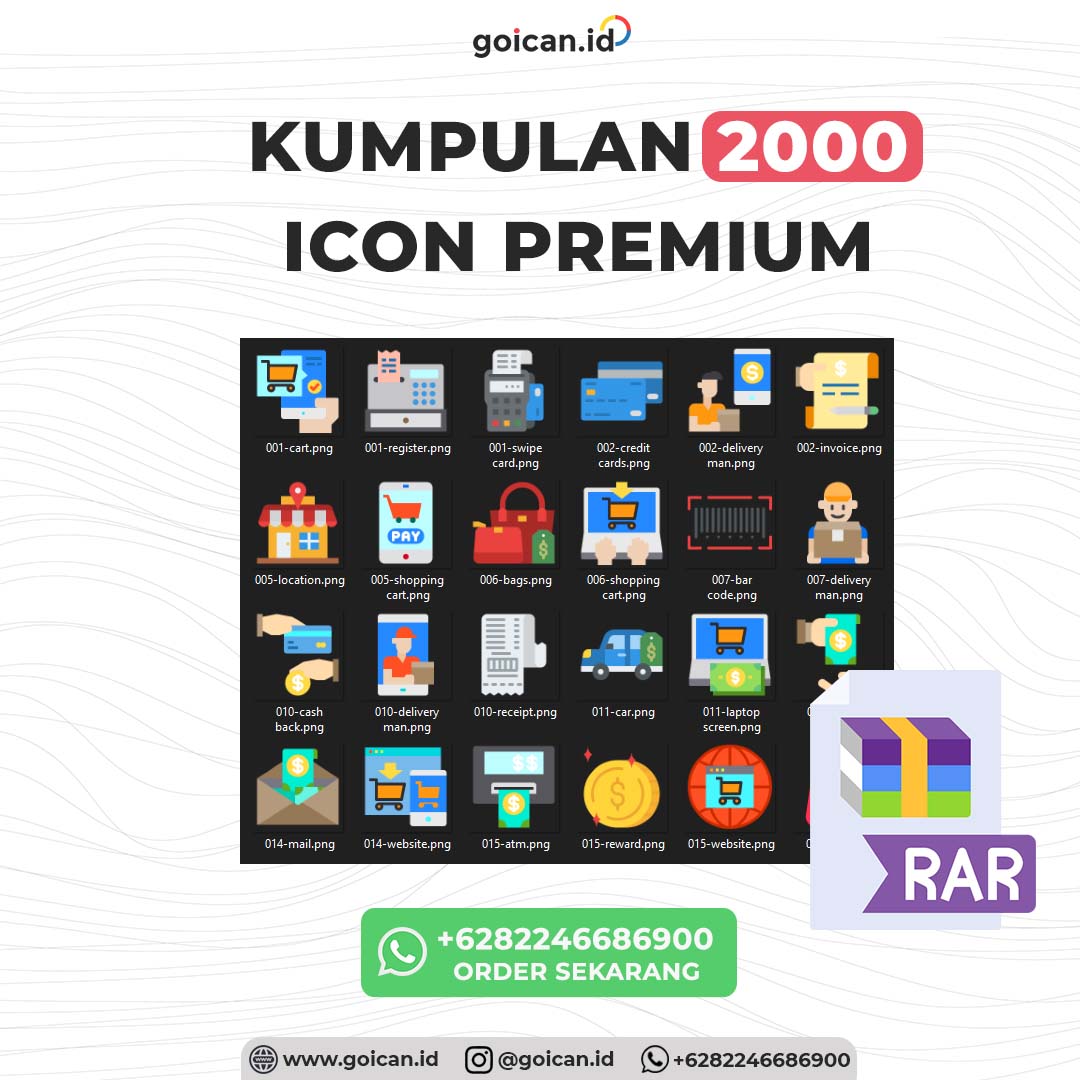 goican.id
KUMPULAN 2000
ICON PREMIUM
001-cart.png 001-register.png 001-swipe card.png 002-credit cards.png 002-delivery man.png 002-invoice.png
PAY
005-location.png 005-shopping cart.png 006-bags.png 006-shopping cart.png 007-bar code.png 007-delivery man.png
010-cash back.png 010-delivery man.png 010-receipt.png 011-car.png 011-laptop screen.png
$$
014-mail.png 014-website.png 015-atm.png 015-reward.png 015-website.png
RAR
+6282246686900
ORDER SEKARANG
www.goican.id @goican.id +6282246686900